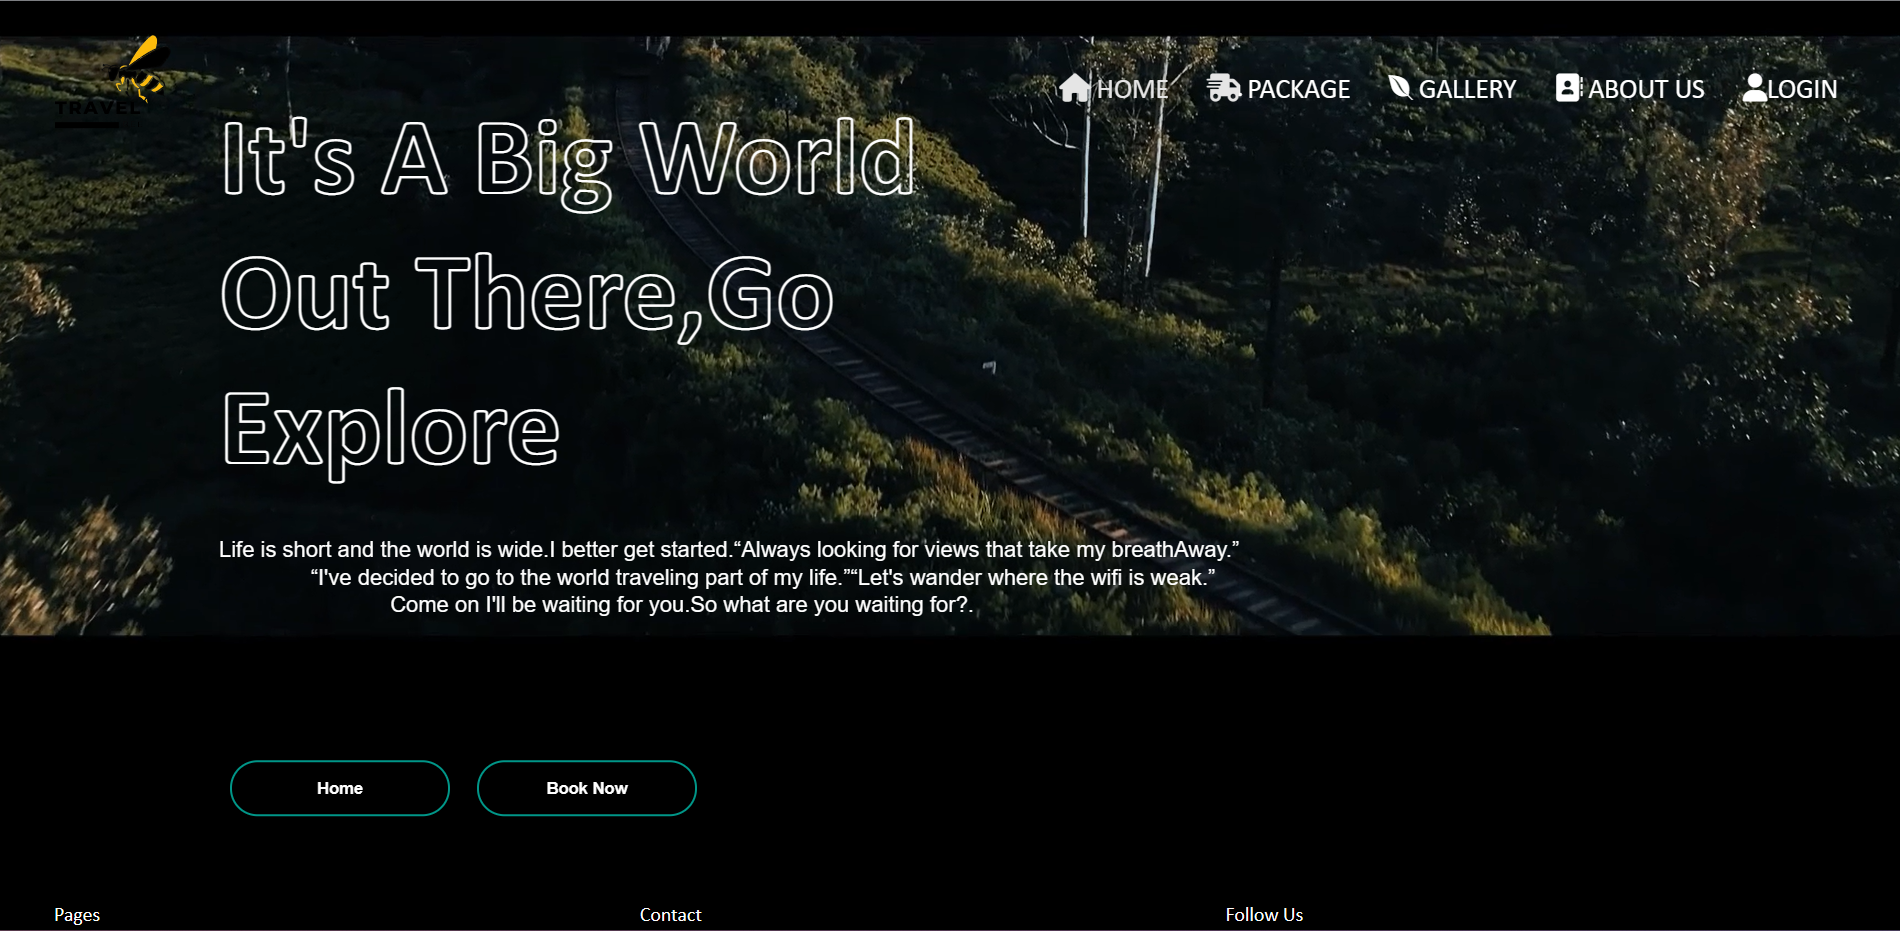 TRAVEL
HOME PACKAGE GALLERY ABOUT US LOGIN
It's A Big World
Out There,Go
Explore
Life is short and the world is wide.I better get started.“Always looking for views that take my breathAway.”
“I've decided to go to the world traveling part of my life.”“Let's wander where the wifi is weak.”
Come on I'll be waiting for you.So what are you waiting for?.
Home Book Now
Pages Contact Follow Us